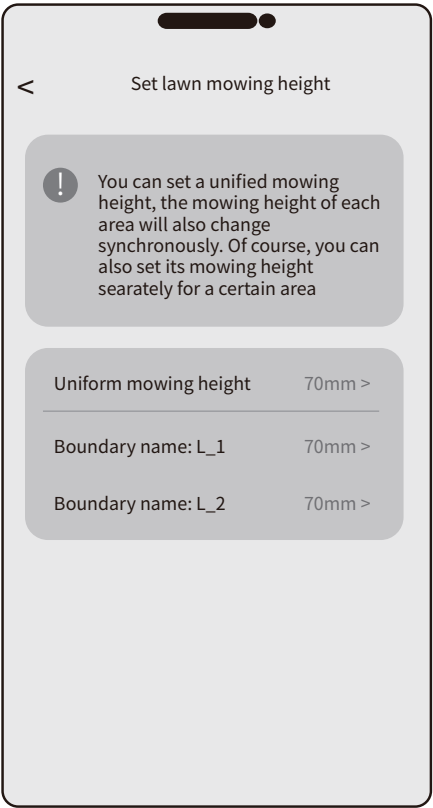 <
Set lawn mowing height
!
You can set a unified mowing
height, the mowing height of each
area will also change
synchronously. Of course, you can
also set its mowing height
searately for a certain area
Uniform mowing height 70mm >
Boundary name: L_1 70mm >
Boundary name: L_2 70mm >